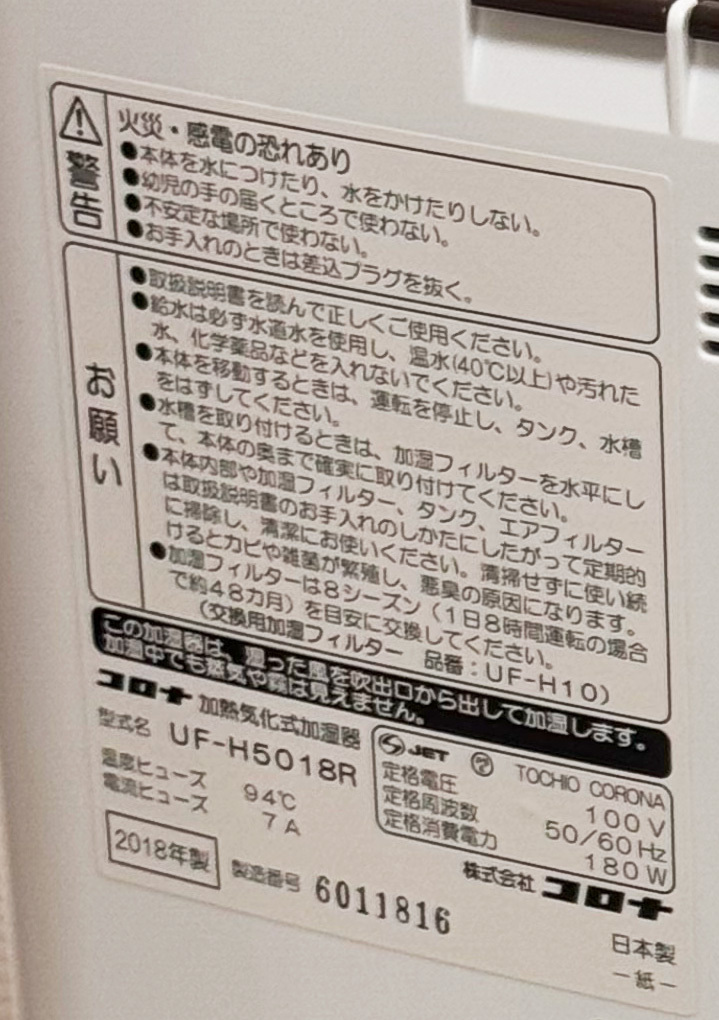 警告
火災・感電の恐れあり
●本体を水につけたり、水をかけたりしない。
●幼児の手の届くところで使わない。
●不安定な場所で使わない。
●お手入れのときは差込プラグを抜く。
お願い
●取扱説明書を読んで正しくご使用ください。
●給水は必ず水道水を使用し、温水(40℃以上)や汚れた
水、化学薬品などを入れないでください。
●本体を移動するときは、運転を停止し、タンク、水槽
をはずしてください。
●水槽を取り付けるときは、加湿フィルターを水平にし
て、本体の奥まで確実に取り付けてください。
●本体内部や加湿フィルター、タンク、エアフィルター
は取扱説明書のお手入れのしかたにしたがって定期的
に掃除し、清潔にお使いください。清掃せずに使い続
けるとカビや雑菌が繁殖し、悪臭の原因になります。
●加湿フィルターは8シーズン(1日8時間運転の場合
で約48カ月)を目安に交換してください。
(交換用加湿フィルター 品番:UF-H10)
この加湿器は、湿った風を吹出口から出して加湿します。
加湿中でも蒸気や霧は見えません。
コロナ 加熱気化式加湿器
型式名 UF-H5018R
温度ヒューズ 94℃
電流ヒューズ 7A
2018年製
製造番号 6011816
JET TOCHIO CORONA
定格電圧 100V
定格周波数 50/60Hz
定格消費電力 180W
株式会社 コロナ
日本製
－紙－